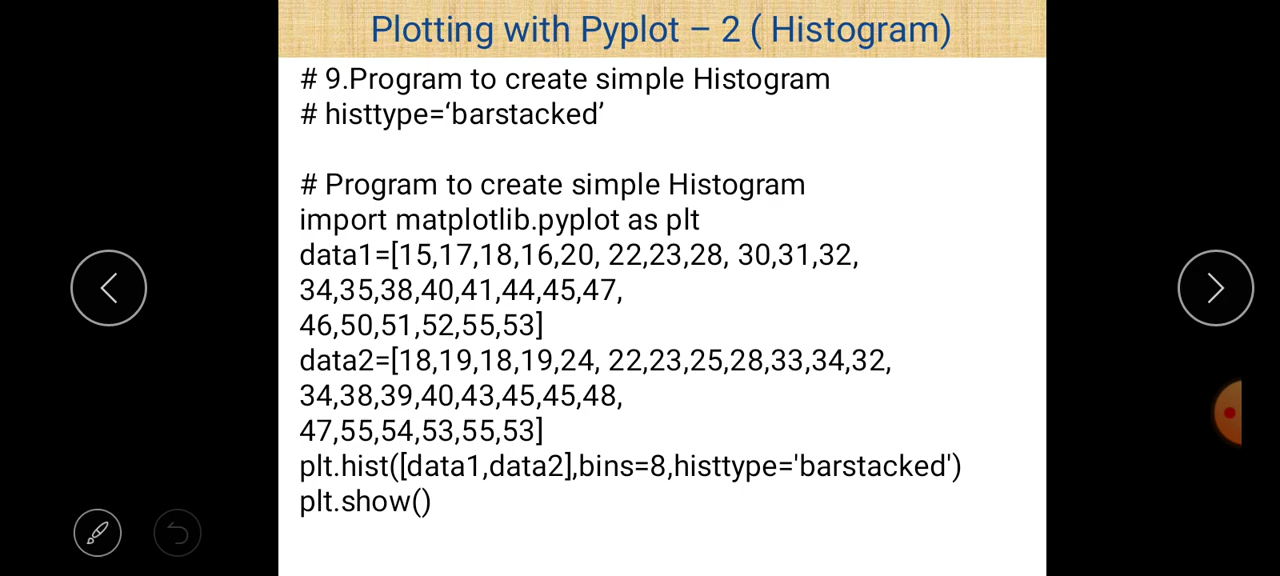 Plotting with Pyplot – 2 ( Histogram)
# 9.Program to create simple Histogram
# histtype=‘barstacked’
# Program to create simple Histogram
import matplotlib.pyplot as plt
data1=[15,17,18,16,20, 22,23,28, 30,31,32,
34,35,38,40,41,44,45,47,
46,50,51,52,55,53]
data2=[18,19,18,19,24, 22,23,25,28,33,34,32,
34,38,39,40,43,45,45,48,
47,55,54,53,55,53]
plt.hist([data1,data2],bins=8,histtype='barstacked')
plt.show()